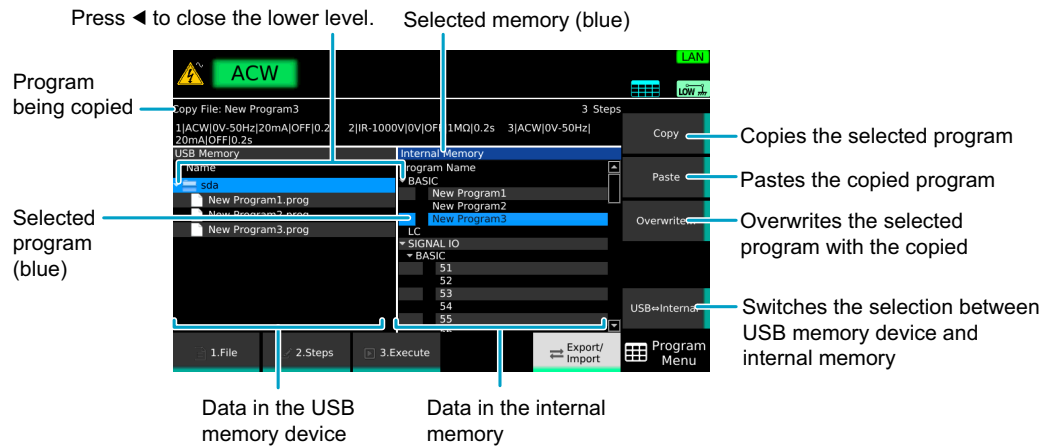 Press ◀ to close the lower level.
Selected memory (blue)
Program
being copied
LAN
ACW
LOW
Copy File: New Program3
3 Steps
1|ACW|0V-50Hz|20mA|OFF|0.2s 2|IR-1000V|0V|OFF|1MΩ|0.2s 3|ACW|0V-50Hz|
20mA|OFF|0.2s
USB Memory
Name
sda
New Program1.prog
New Program2.prog
New Program3.prog
Internal Memory
Program Name
BASIC
New Program1
New Program2
New Program3
LC
SIGNAL IO
BASIC
51
52
53
54
55
Copy
Paste
Overwrite
USB⇔Internal
Copies the selected program
Pastes the copied program
Overwrites the selected
program with the copied
Switches the selection between
USB memory device and
internal memory
Selected
program
(blue)
1.File
2.Steps
3.Execute
Export/
Import
Program
Menu
Data in the USB
memory device
Data in the internal
memory